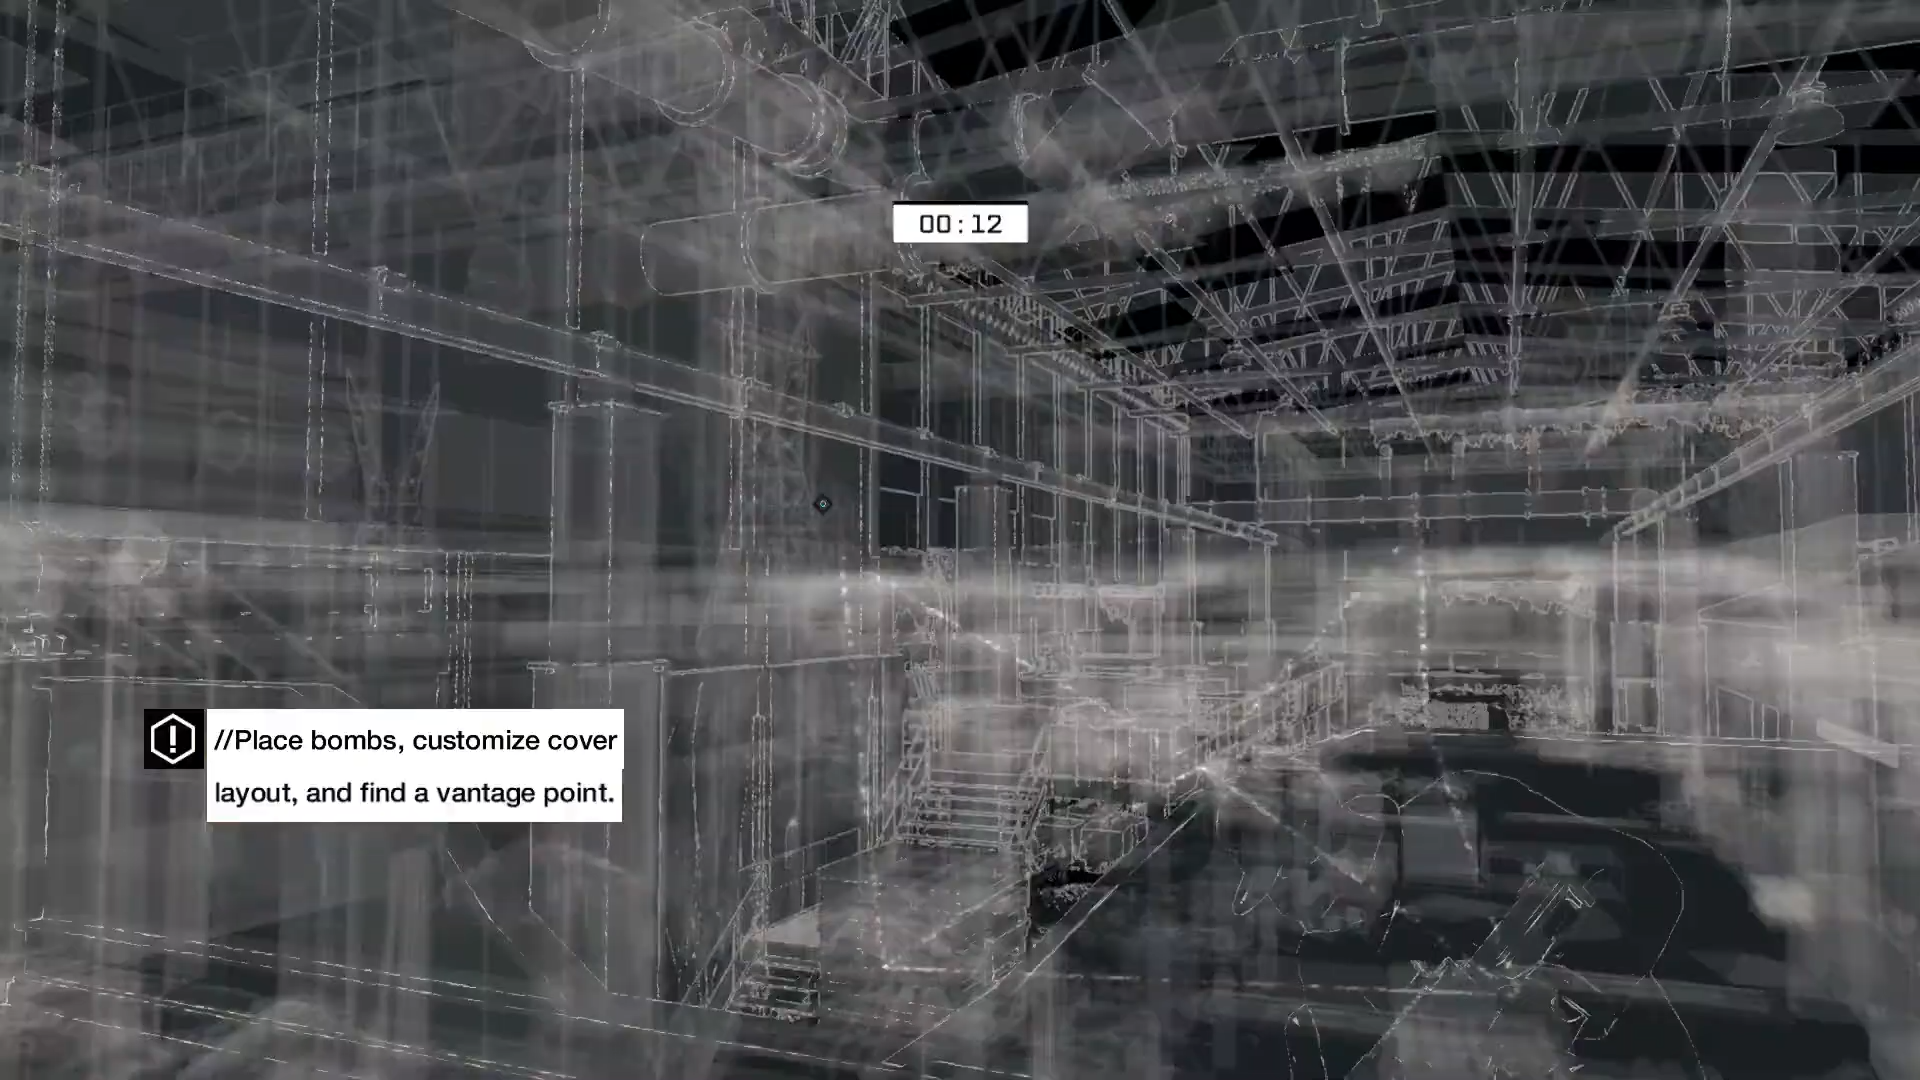 00:12
//Place bombs, customize cover
layout, and find a vantage point.